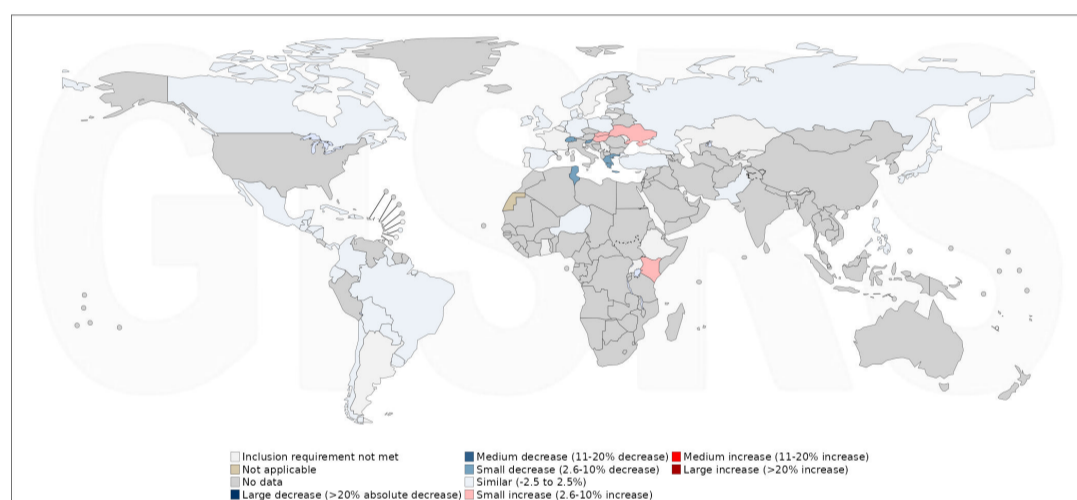 GISRS
Inclusion requirement not met
Not applicable
No data
Large decrease (>20% absolute decrease)
Medium decrease (11-20% decrease)
Small decrease (2.6-10% decrease)
Similar (-2.5 to 2.5%)
Small increase (2.6-10% increase)
Medium increase (11-20% increase)
Large increase (>20% increase)